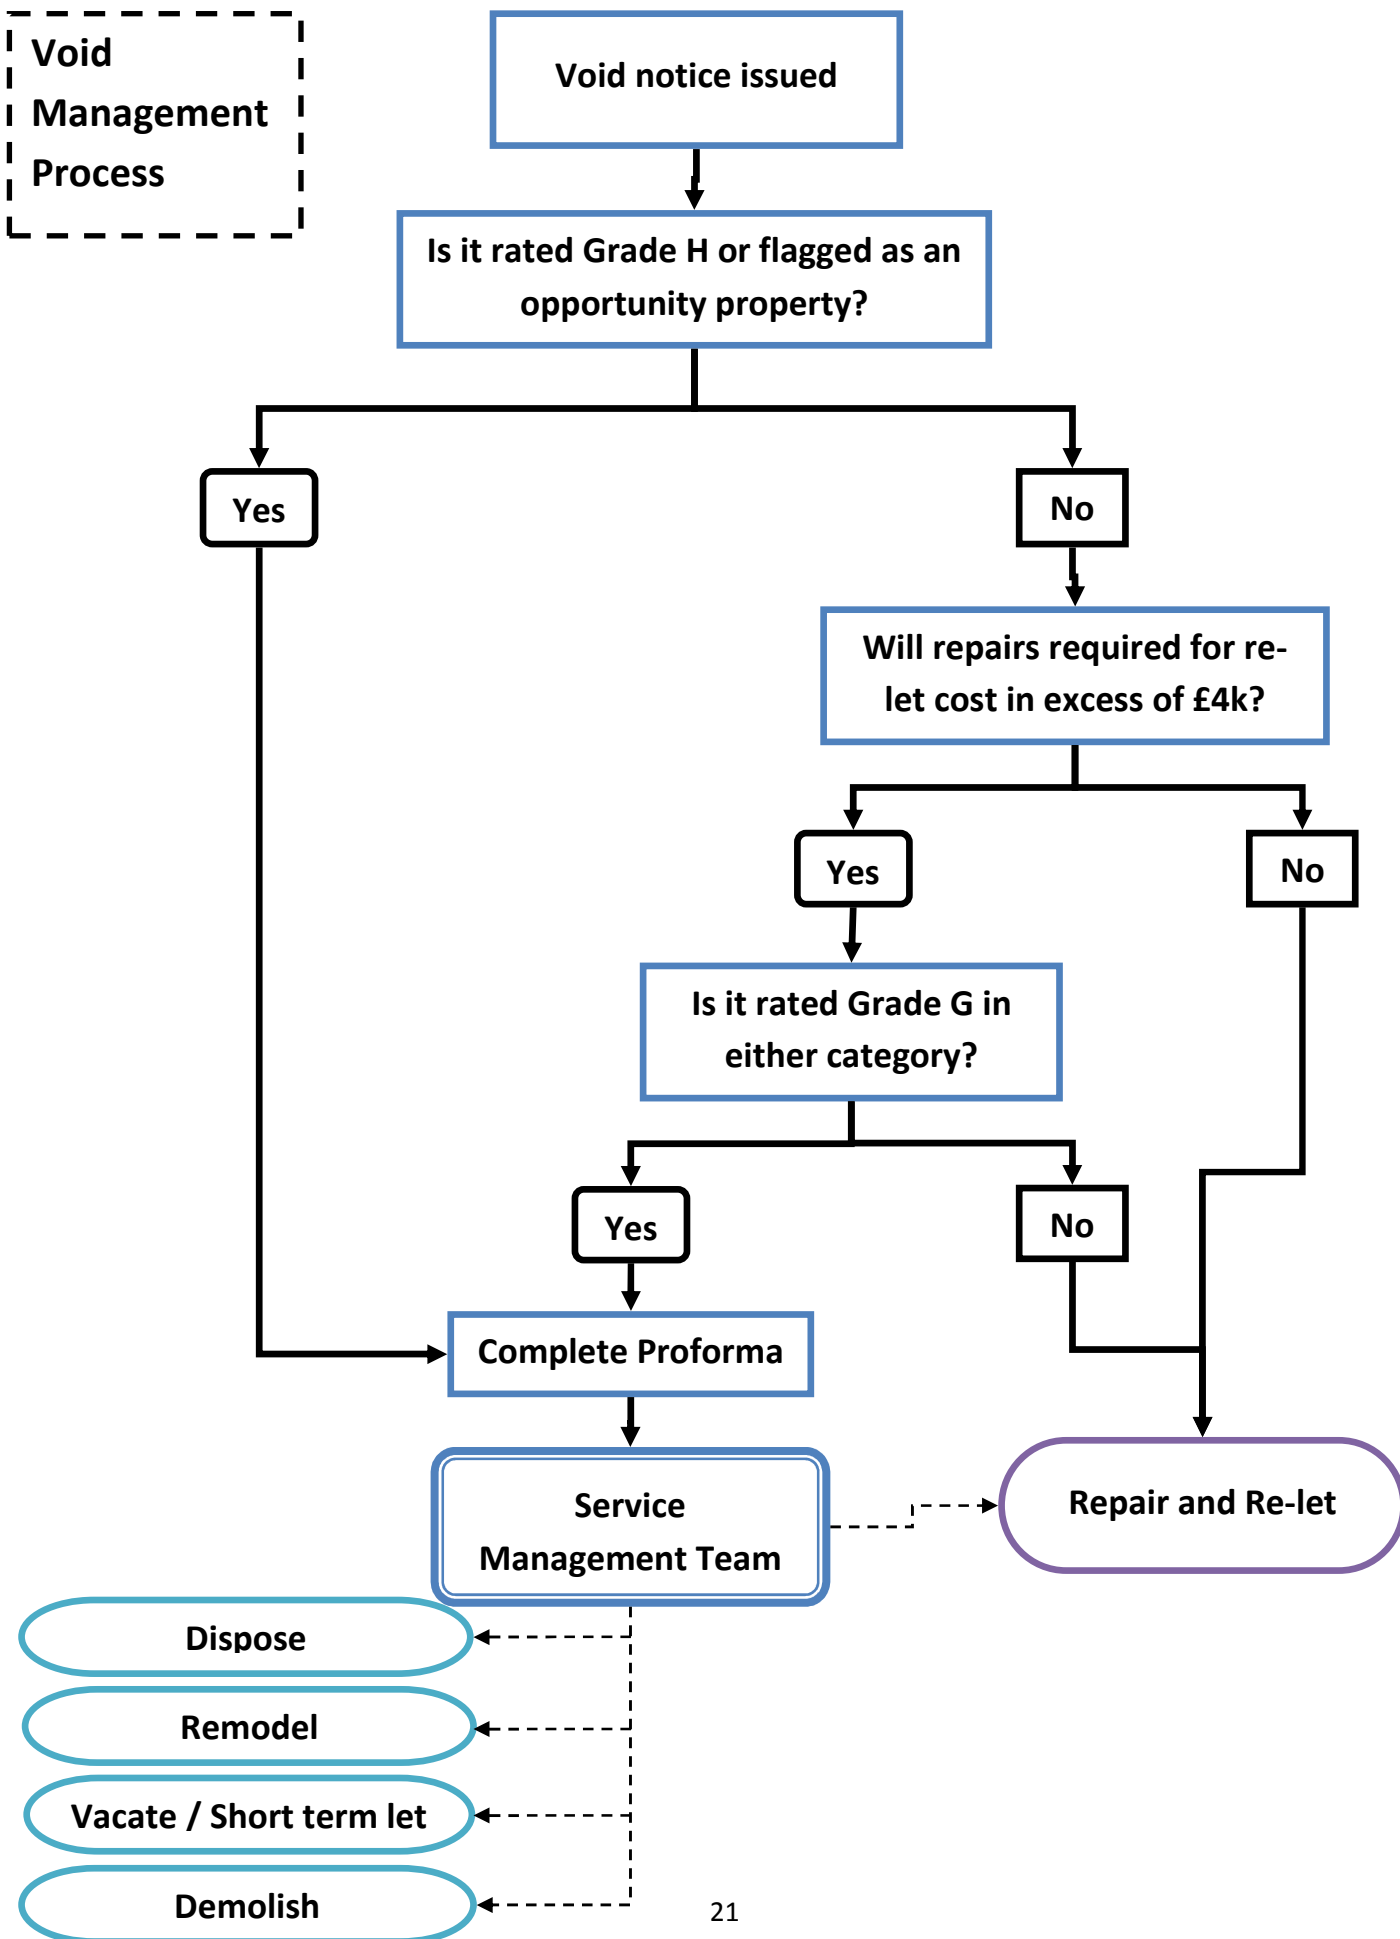 Void
Management
Process
Void notice issued
Is it rated Grade H or flagged as an
opportunity property?
Yes
No
Will repairs required for re-
let cost in excess of £4k?
Yes
No
Is it rated Grade G in
either category?
Yes
No
Complete Proforma
Service
Management Team
Repair and Re-let
Dispose
Remodel
Vacate / Short term let
Demolish
21